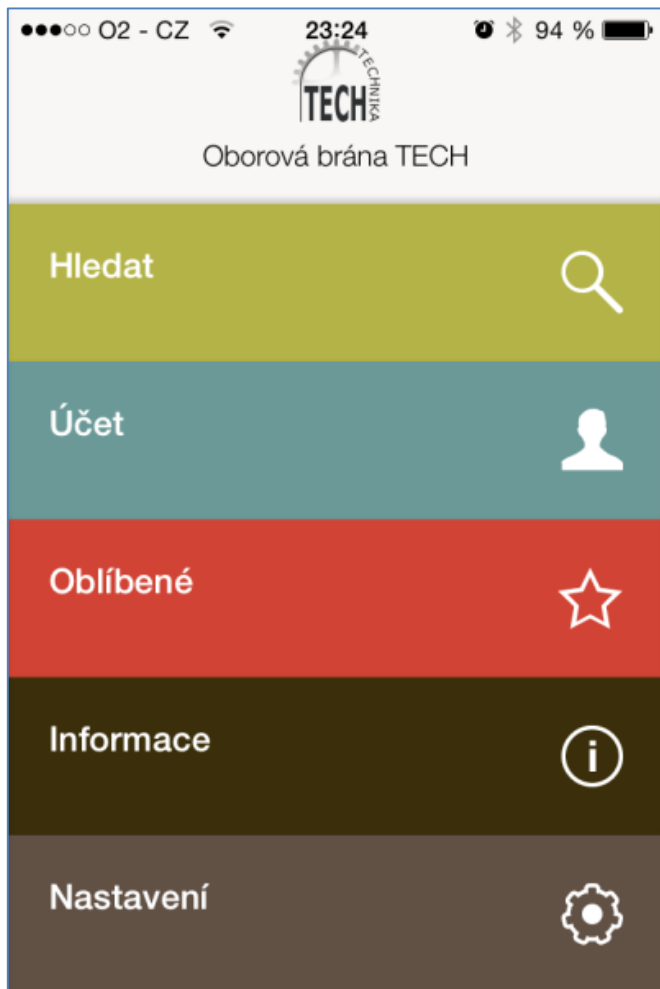 O2 - CZ 23:24 94 %
TECH TECHNIKA
Oborová brána TECH
Hledat
Účet
Oblíbené
Informace
Nastavení